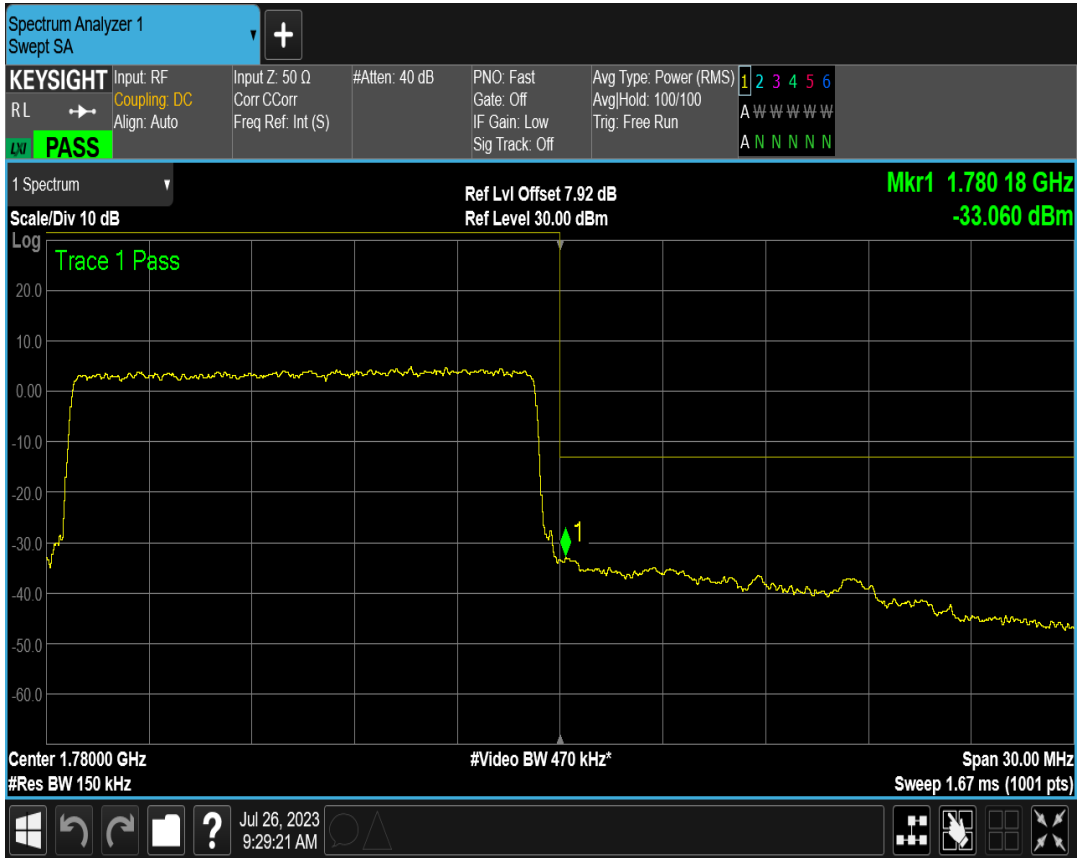 Spectrum Analyzer 1
Swept SA
+
KEYSIGHT
RL
LXI PASS
Input: RF
Coupling: DC
Align: Auto
Input Z: 50 Ω
Corr CCorr
Freq Ref: Int (S)
#Atten: 40 dB
PNO: Fast
Gate: Off
IF Gain: Low
Sig Track: Off
Avg Type: Power (RMS)
Avg|Hold: 100/100
Trig: Free Run
1 2 3 4 5 6
A W W W W W
A N N N N N
1 Spectrum
Scale/Div 10 dB
Ref Lvl Offset 7.92 dB
Ref Level 30.00 dBm
Mkr1 1.780 18 GHz
-33.060 dBm
Log
Trace 1 Pass
20.0
10.0
0.00
-10.0
-20.0
-30.0
-40.0
-50.0
-60.0
1
Center 1.78000 GHz
#Res BW 150 kHz
#Video BW 470 kHz*
Span 30.00 MHz
Sweep 1.67 ms (1001 pts)
?
Jul 26, 2023
9:29:21 AM